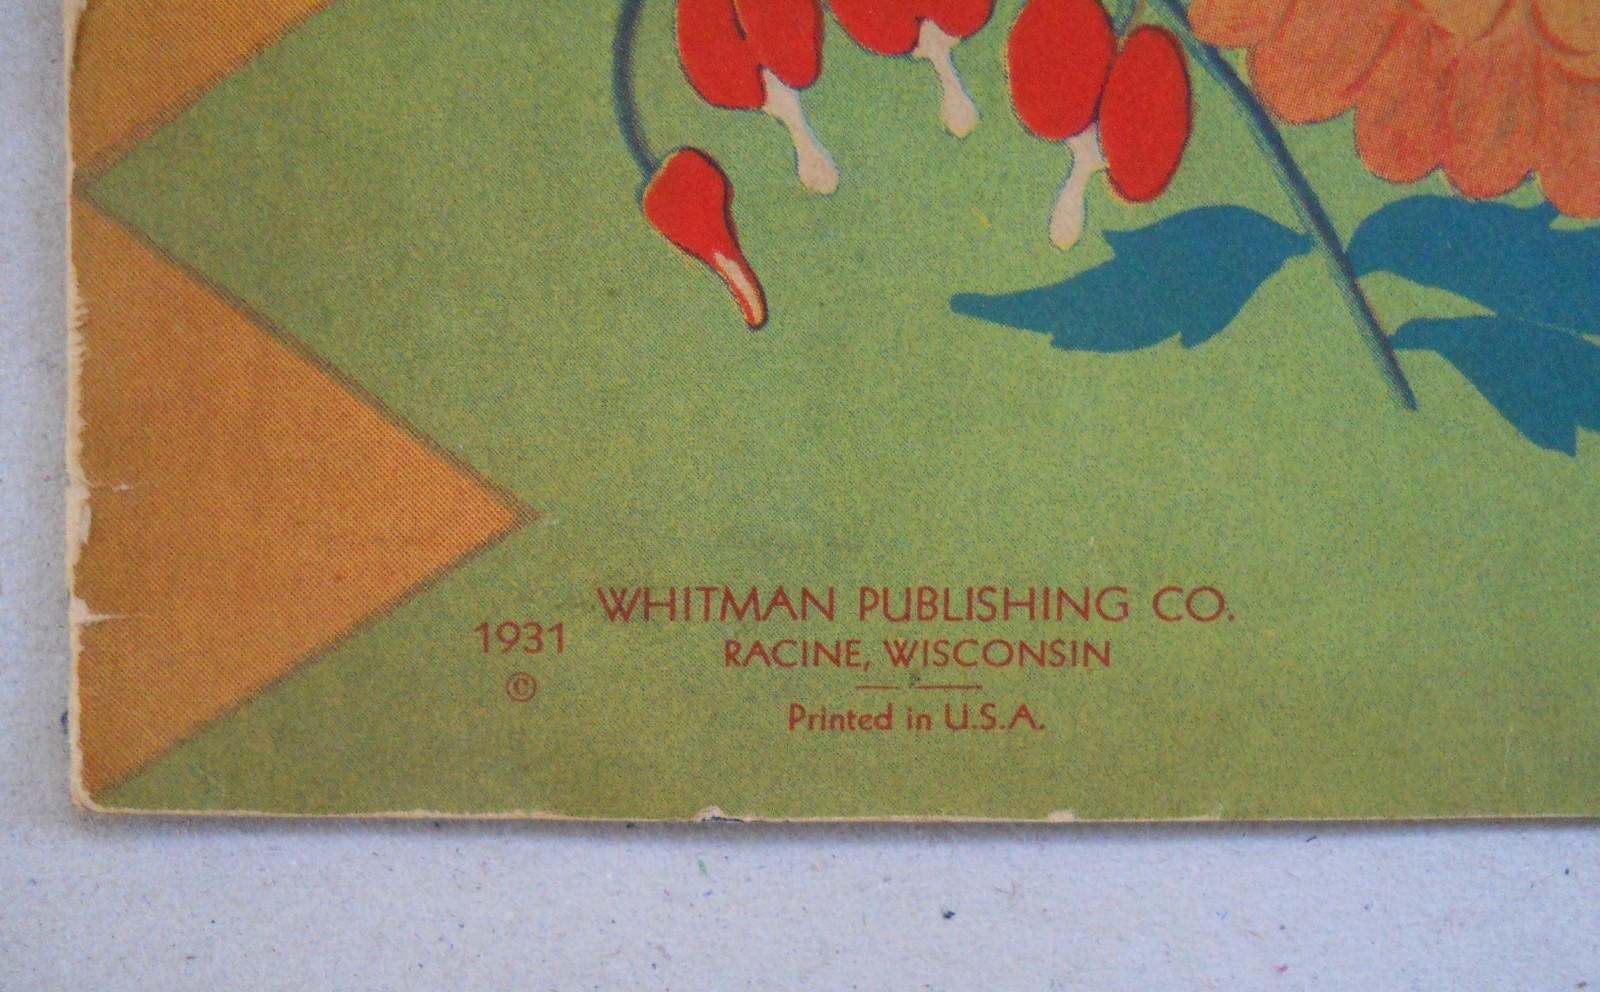 WHITMAN PUBLISHING CO.
1931
RACINE, WISCONSIN
©
Printed in U.S.A.